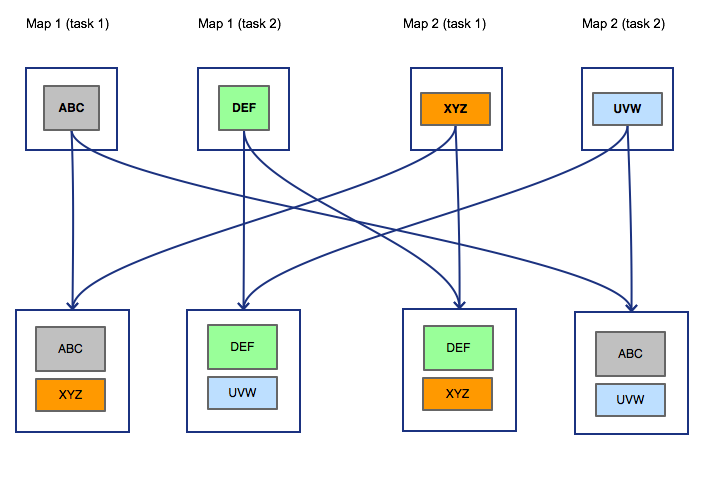 Map 1 (task 1)
Map 1 (task 2)
Map 2 (task 1)
Map 2 (task 2)
ABC
DEF
XYZ
UVW
ABC
XYZ
DEF
UVW
DEF
XYZ
ABC
UVW